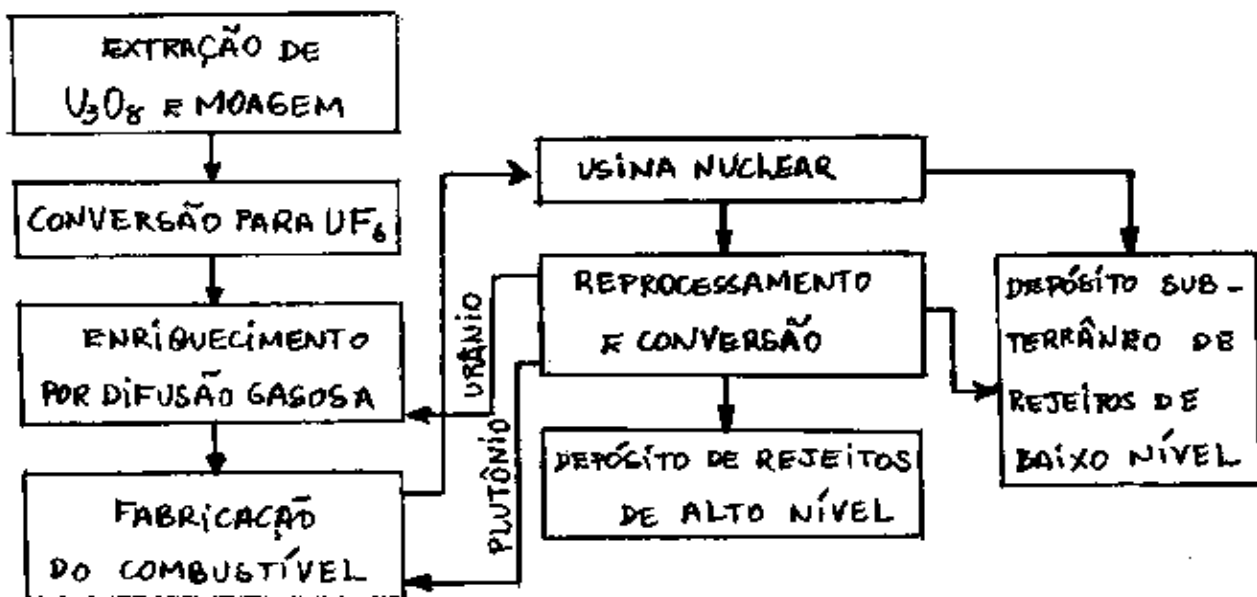 EXTRAÇÃO DE
U₃O₈ E MOAGEM
CONVERSÃO PARA UF₆
ENRIQUECIMENTO
POR DIFUSÃO GASOSA
FABRICAÇÃO
DO COMBUSTÍVEL
URÂNIO
PLUTÔNIO
USINA NUCLEAR
REPROCESSAMENTO
E CONVERSÃO
DEPÓSITO DE REJEITOS
DE ALTO NÍVEL
DEPÓSITO SUB-
TERRÂNEO DE
REJEITOS DE
BAIXO NÍVEL